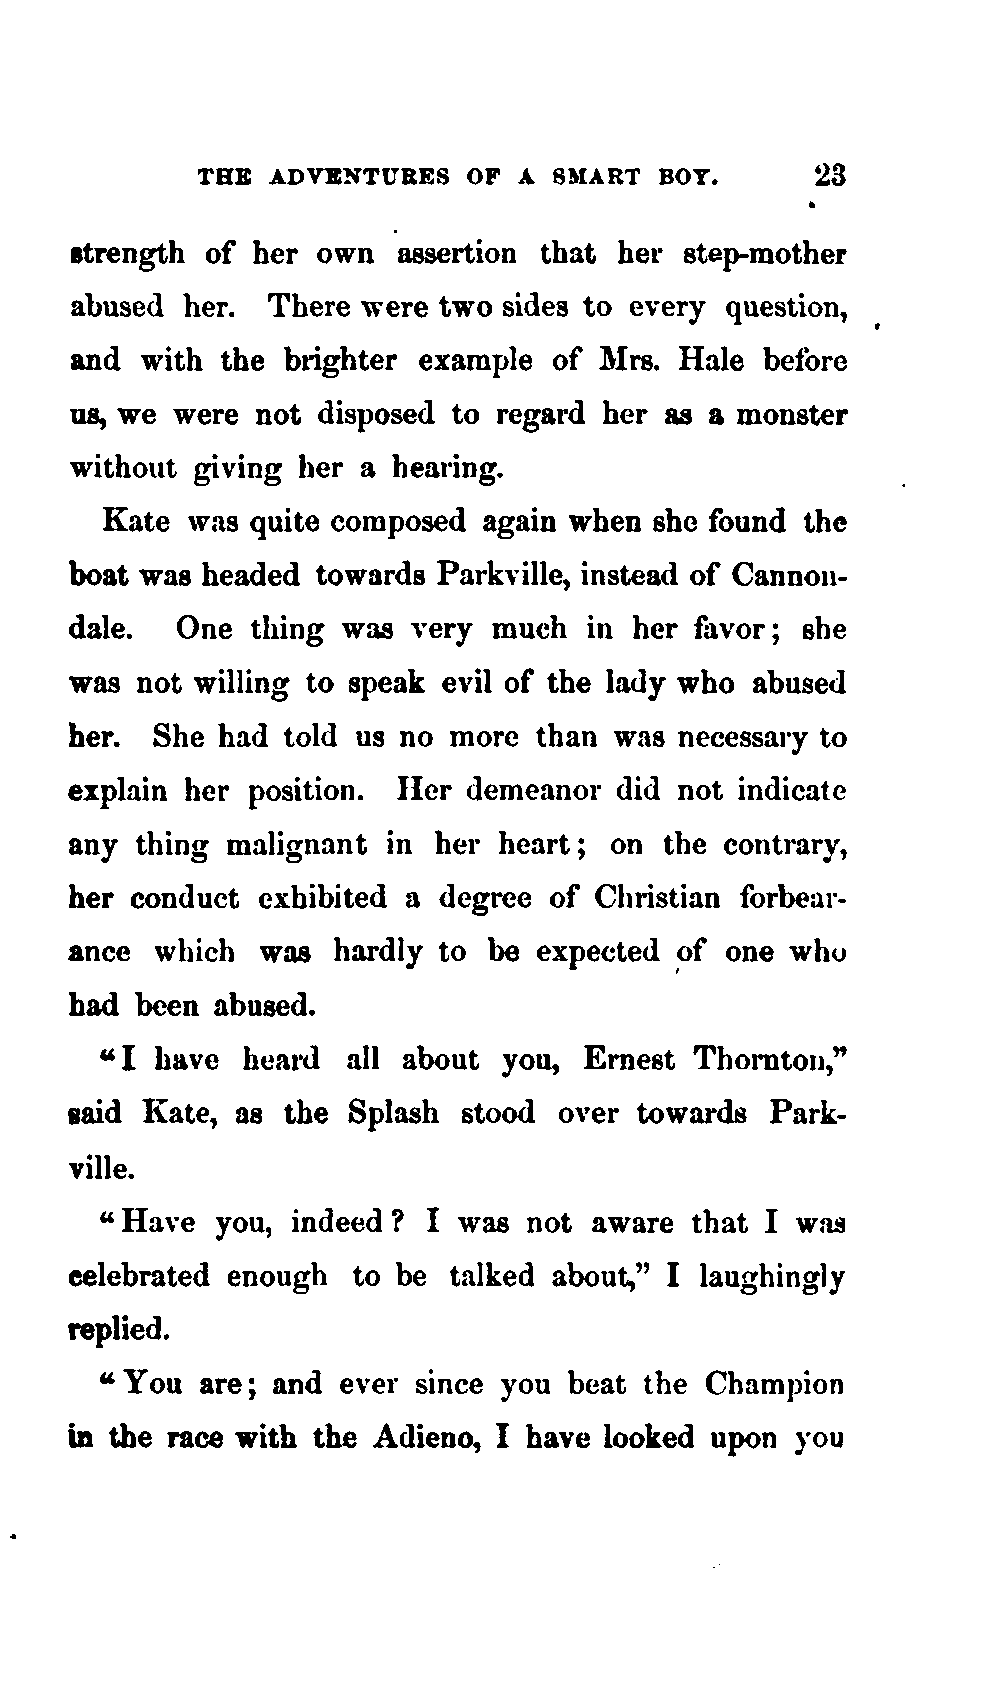 THE ADVENTURES OF A SMART BOY. 23
strength of her own assertion that her step-mother
abused her. There were two sides to every question,
and with the brighter example of Mrs. Hale before
us, we were not disposed to regard her as a monster
without giving her a hearing.
Kate was quite composed again when she found the
boat was headed towards Parkville, instead of Cannon-
dale. One thing was very much in her favor; she
was not willing to speak evil of the lady who abused
her. She had told us no more than was necessary to
explain her position. Her demeanor did not indicate
any thing malignant in her heart; on the contrary,
her conduct exhibited a degree of Christian forbear-
ance which was hardly to be expected of one who
had been abused.
“I have heard all about you, Ernest Thornton,”
said Kate, as the Splash stood over towards Park-
ville.
“Have you, indeed? I was not aware that I was
celebrated enough to be talked about,” I laughingly
replied.
“You are; and ever since you beat the Champion
in the race with the Adieno, I have looked upon you